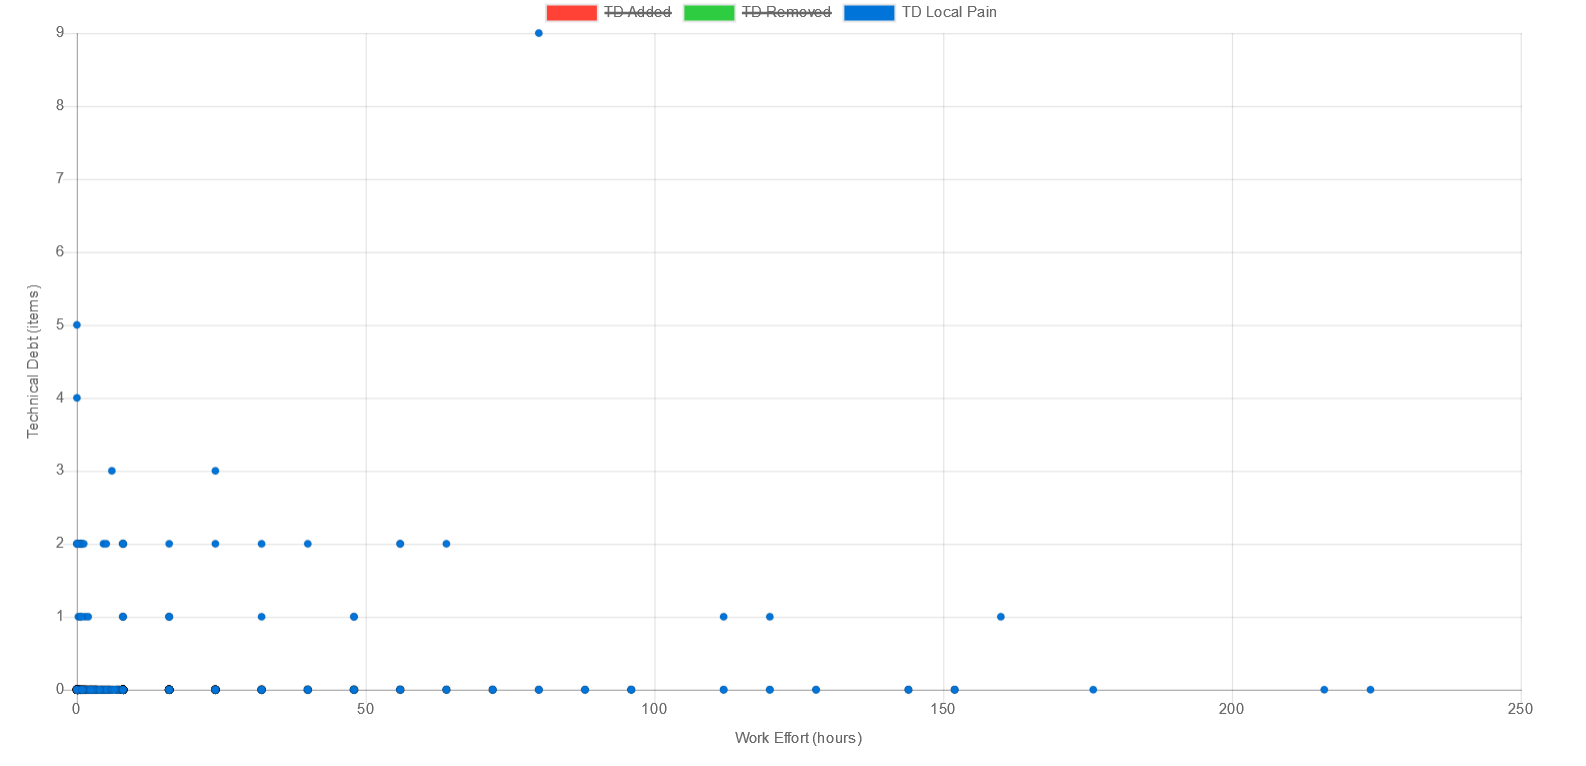 TD Added TD Removed TD Local Pain
9
8
7
6
5
4
3
2
1
0
Technical Debt (items)
0 50 100 150 200 250
Work Effort (hours)